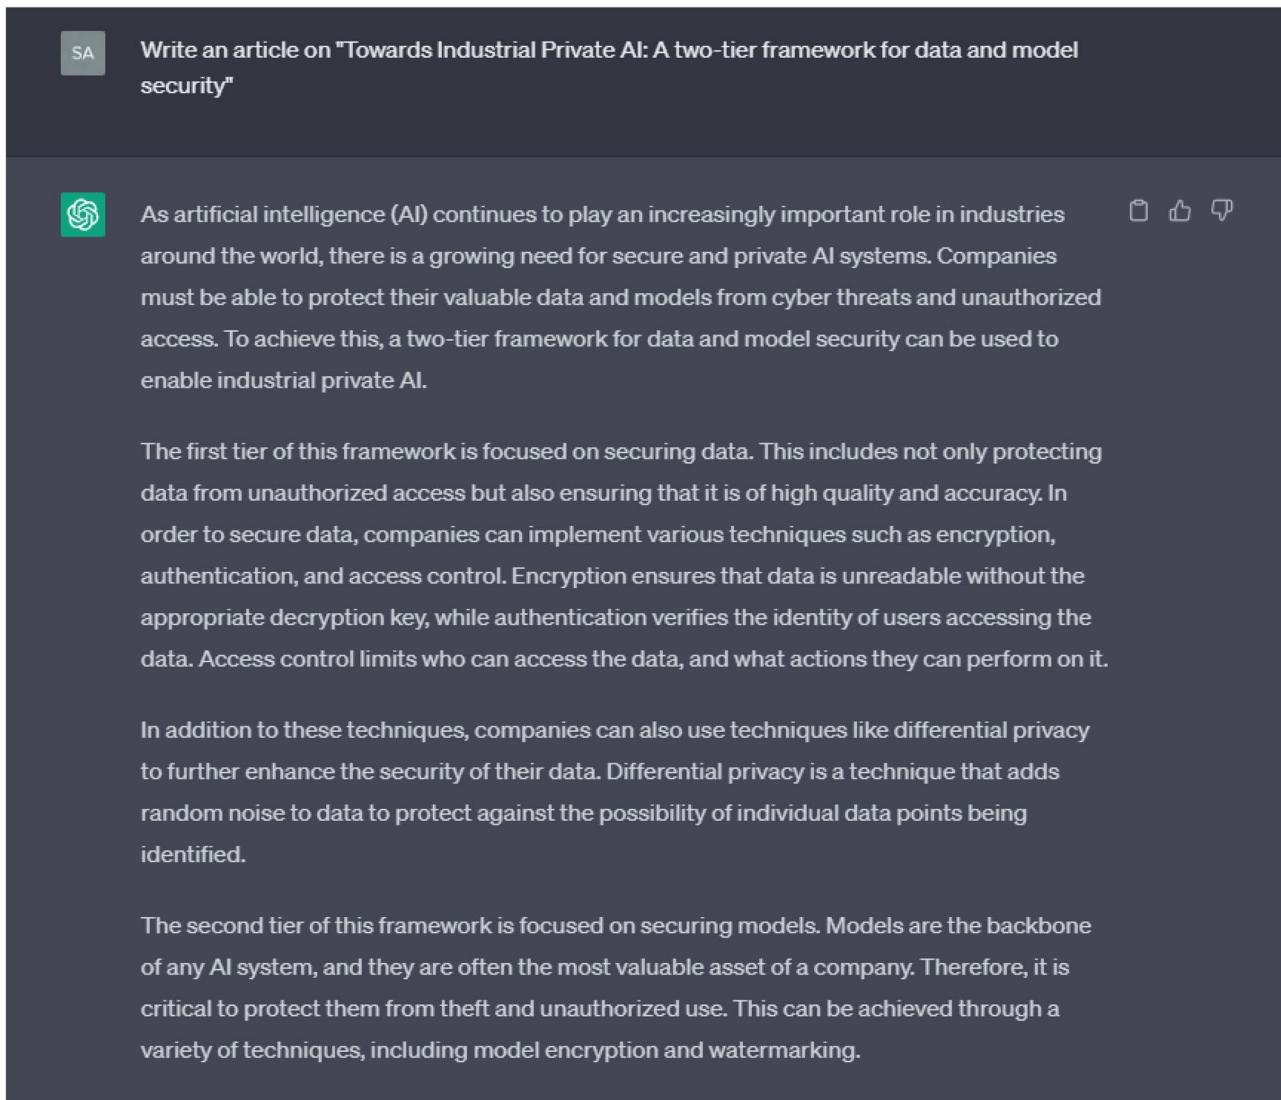 SA
Write an article on "Towards Industrial Private AI: A two-tier framework for data and model
security"
As artificial intelligence (AI) continues to play an increasingly important role in industries
around the world, there is a growing need for secure and private AI systems. Companies
must be able to protect their valuable data and models from cyber threats and unauthorized
access. To achieve this, a two-tier framework for data and model security can be used to
enable industrial private AI.
The first tier of this framework is focused on securing data. This includes not only protecting
data from unauthorized access but also ensuring that it is of high quality and accuracy. In
order to secure data, companies can implement various techniques such as encryption,
authentication, and access control. Encryption ensures that data is unreadable without the
appropriate decryption key, while authentication verifies the identity of users accessing the
data. Access control limits who can access the data, and what actions they can perform on it.
In addition to these techniques, companies can also use techniques like differential privacy
to further enhance the security of their data. Differential privacy is a technique that adds
random noise to data to protect against the possibility of individual data points being
identified.
The second tier of this framework is focused on securing models. Models are the backbone
of any AI system, and they are often the most valuable asset of a company. Therefore, it is
critical to protect them from theft and unauthorized use. This can be achieved through a
variety of techniques, including model encryption and watermarking.